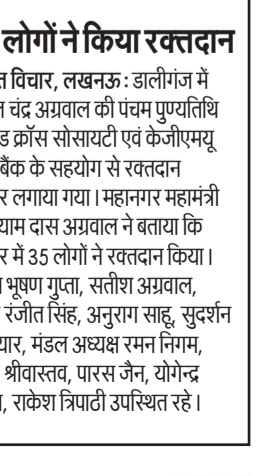 लोगों ने किया रक्तदान
विचार, लखनऊ : डालीगंज में
चंद्र अग्रवाल की पंचम पुण्यतिथि
क्रॉस सोसायटी एवं केजीएमयू
बैंक के सहयोग से रक्तदान
लगाया गया । महानगर महामंत्री
दास अग्रवाल ने बताया कि
में 35 लोगों ने रक्तदान किया ।
भूषण गुप्ता, सतीश अग्रवाल,
रंजीत सिंह, अनुराग साहू, सुदर्शन
मंडल अध्यक्ष रमन निगम,
श्रीवास्तव, पारस जैन, योगेन्द्र
राकेश त्रिपाठी उपस्थित रहे ।